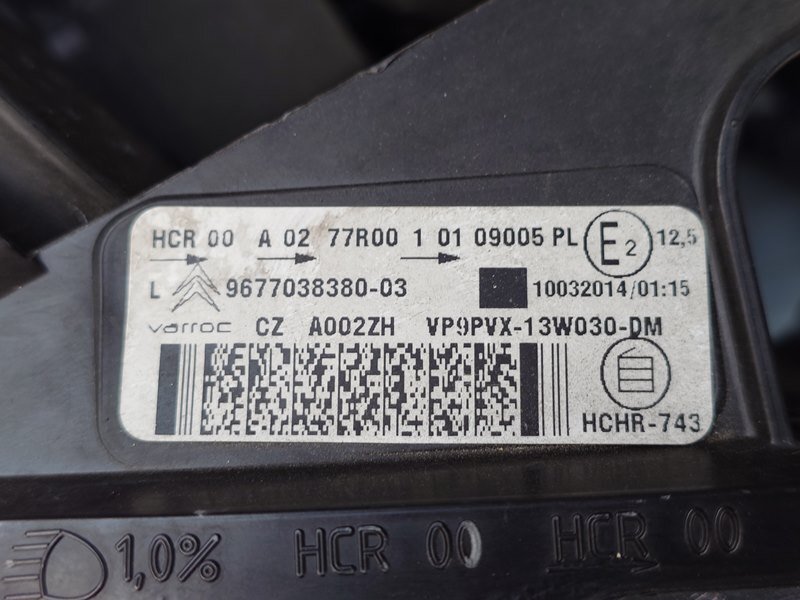 HCR 00 A 02 77R00 1 01 09005 PL E2 12,5
L 9677038380-03 10032014/01:15
varroc CZ A002ZH VP9PVX-13W030-DM
HCHR-743
1,0% HCR 00 HCR 00